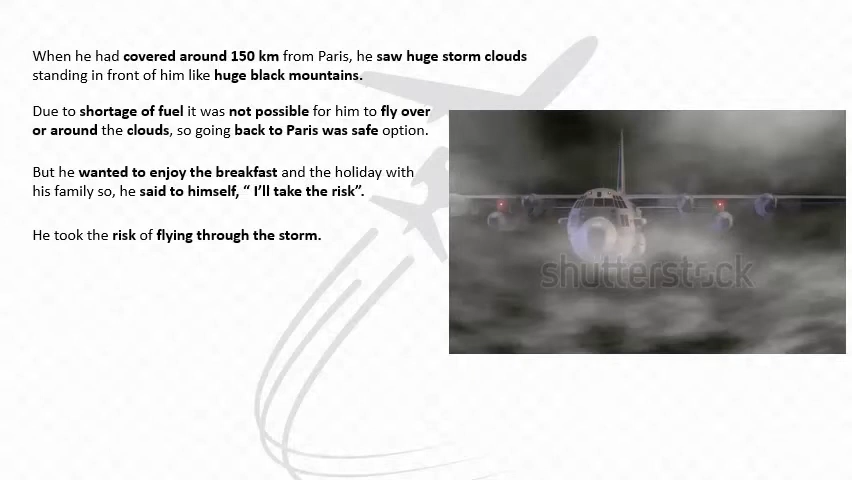 When he had covered around 150 km from Paris, he saw huge storm clouds
standing in front of him like huge black mountains.
Due to shortage of fuel it was not possible for him to fly over
or around the clouds, so going back to Paris was safe option.
But he wanted to enjoy the breakfast and the holiday with
his family so, he said to himself, “ I’ll take the risk”.
He took the risk of flying through the storm.
shutterstock